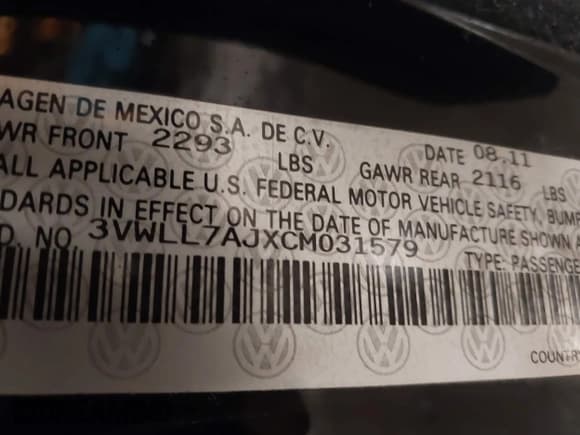 AGEN DE MEXICO S.A. DE C.V. DATE 08.11
WR FRONT 2293 LBS GAWR REAR 2116 LBS
ALL APPLICABLE U.S. FEDERAL MOTOR VEHICLE SAFETY, BUMP
DARDS IN EFFECT ON THE DATE OF MANUFACTURE SHOWN
D. NO. 3VWLL7AJXCM031579 TYPE: PASSENGE
COUNTRY